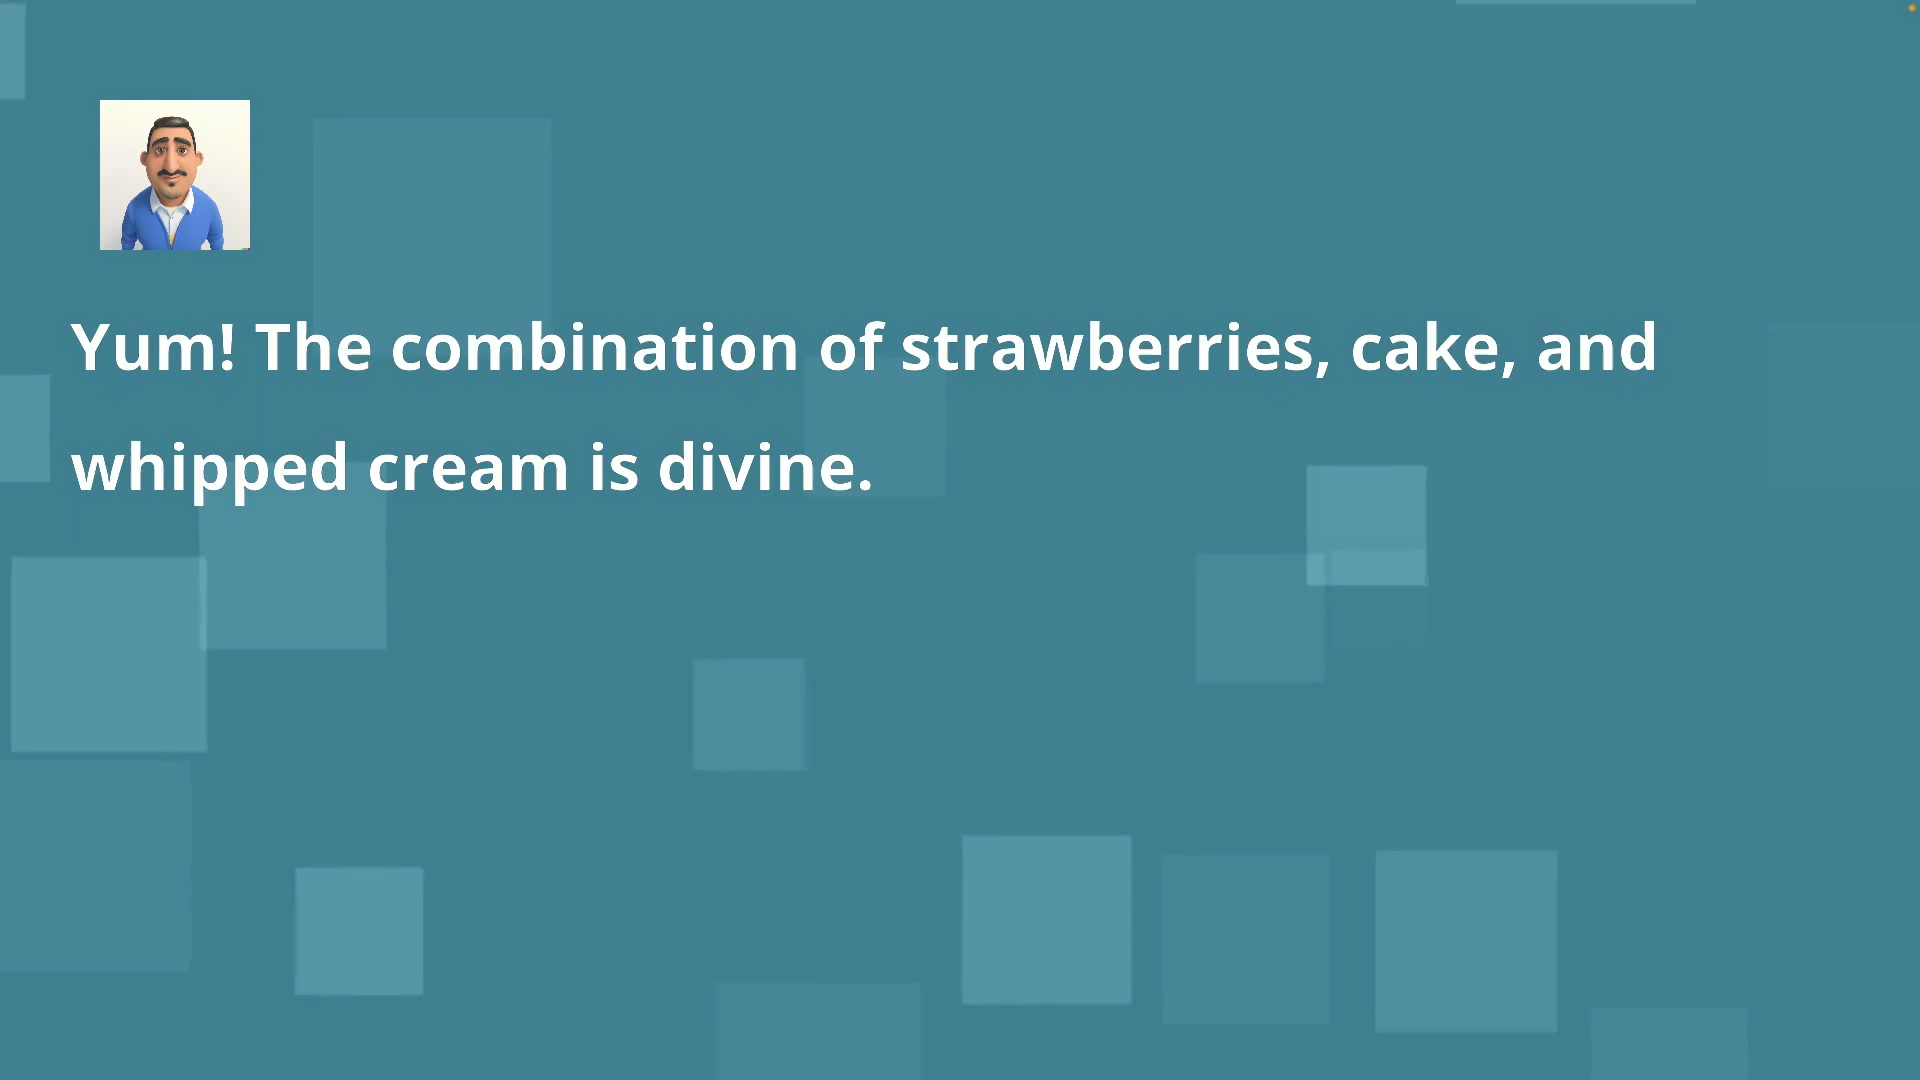 Yum! The combination of strawberries, cake, and
whipped cream is divine.